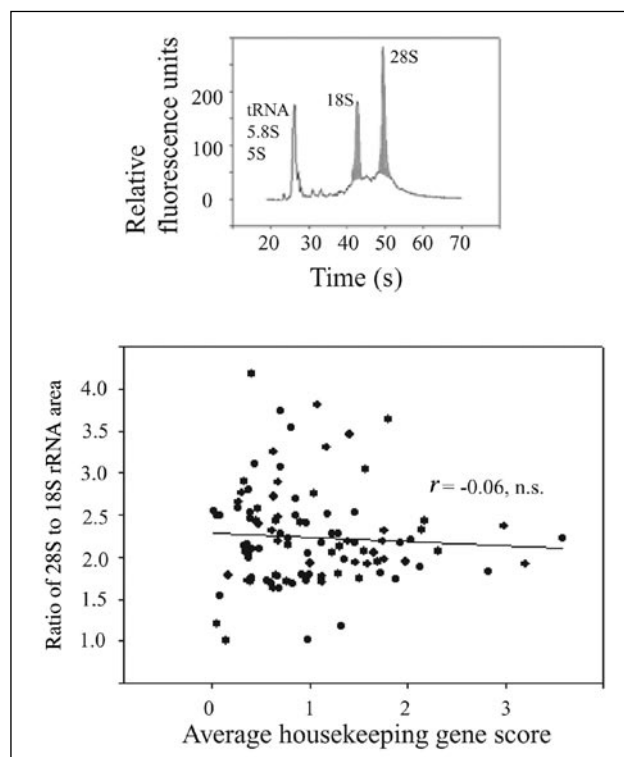 28S
200
18S
tRNA
5.8S
5S
100
0
Relative
fluorescence units
20 30 40 50 60 70
Time (s)
4.0
3.5
3.0
r = -0.06, n.s.
2.5
2.0
1.5
1.0
Ratio of 28S to 18S rRNA area
0 1 2 3
Average housekeeping gene score